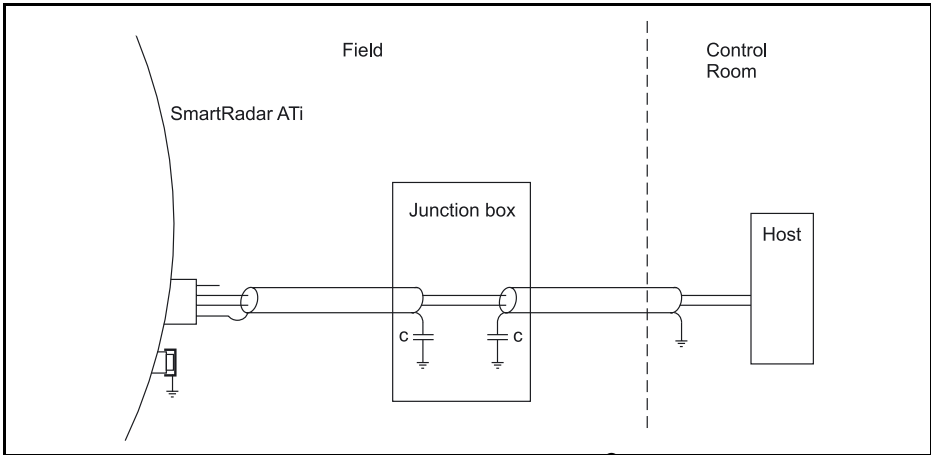 Field
Control
Room
SmartRadar ATi
Junction box
Host
c
c